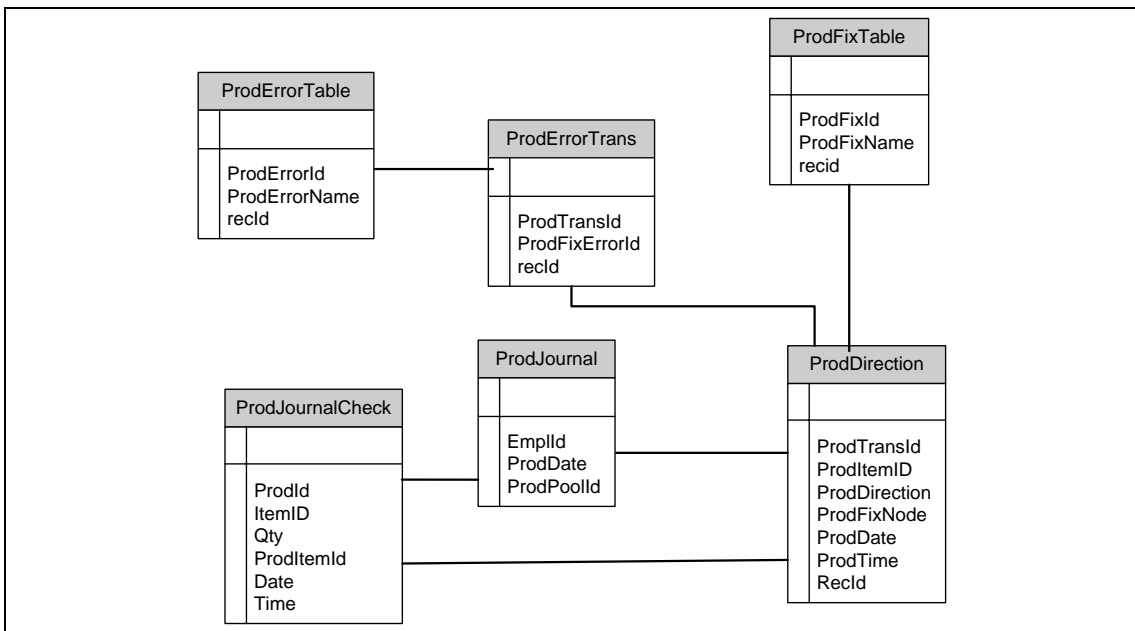 ProdFixTable
ProdFixId
ProdFixName
recid
ProdErrorTable
ProdErrorId
ProdErrorName
recId
ProdErrorTrans
ProdTransId
ProdFixErrorId
recId
ProdJournal
EmplId
ProdDate
ProdPoolId
ProdDirection
ProdTransId
ProdItemID
ProdDirection
ProdFixNode
ProdDate
ProdTime
RecId
ProdJournalCheck
ProdId
ItemID
Qty
ProdItemId
Date
Time